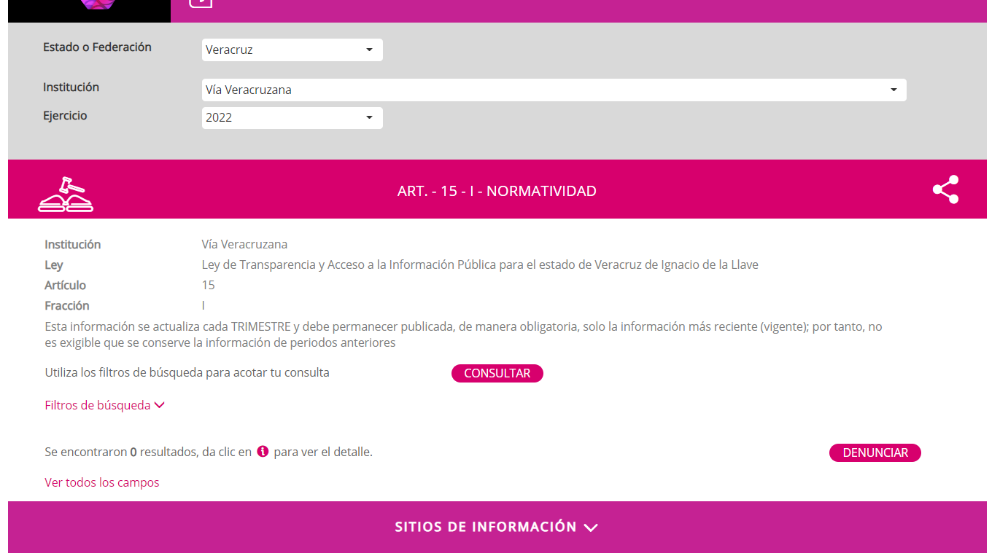 Estado o Federación Veracruz
Institución Vía Veracruzana
Ejercicio 2022
ART. - 15 - I - NORMATIVIDAD
Institución Vía Veracruzana
Ley Ley de Transparencia y Acceso a la Información Pública para el estado de Veracruz de Ignacio de la Llave
Artículo 15
Fracción I
Esta información se actualiza cada TRIMESTRE y debe permanecer publicada, de manera obligatoria, solo la información más reciente (vigente); por tanto, no
es exigible que se conserve la información de periodos anteriores
Utiliza los filtros de búsqueda para acotar tu consulta CONSULTAR
Filtros de búsqueda
Se encontraron 0 resultados, da clic en i para ver el detalle. DENUNCIAR
Ver todos los campos
SITIOS DE INFORMACIÓN